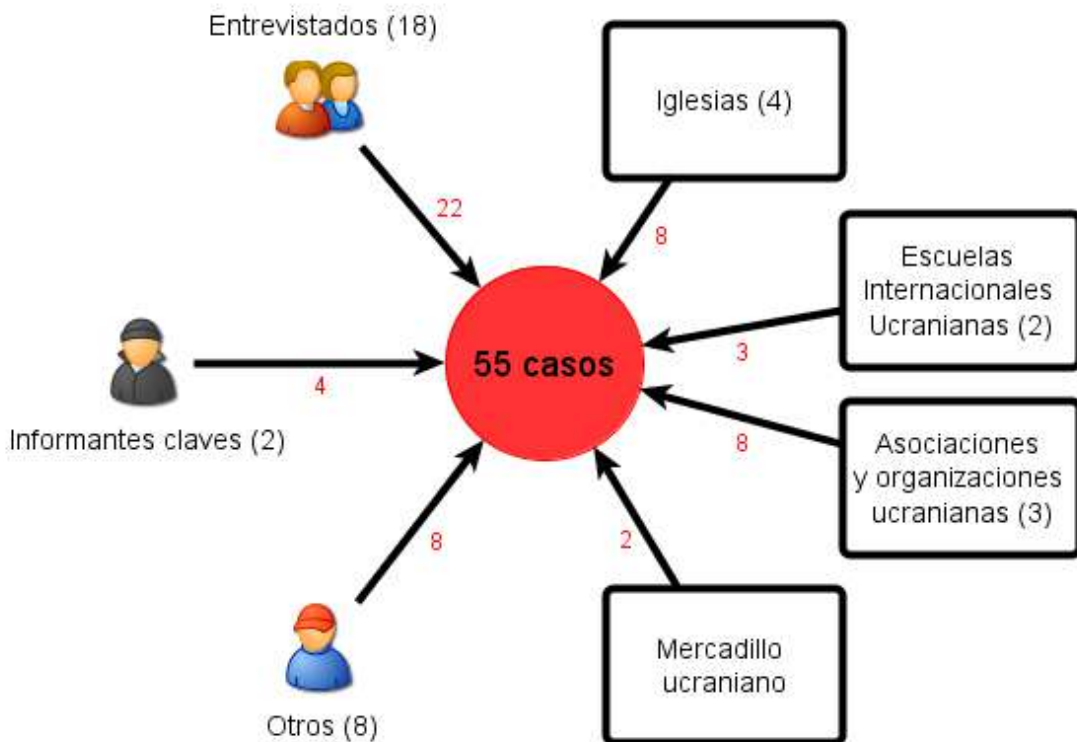 Entrevistados (18)
Iglesias (4)
22
8
Escuelas
Internacionales
Ucranianas (2)
55 casos
3
4
Informantes claves (2)
Asociaciones
y organizaciones
ucranianas (3)
8
8
2
Mercadillo
ucraniano
Otros (8)